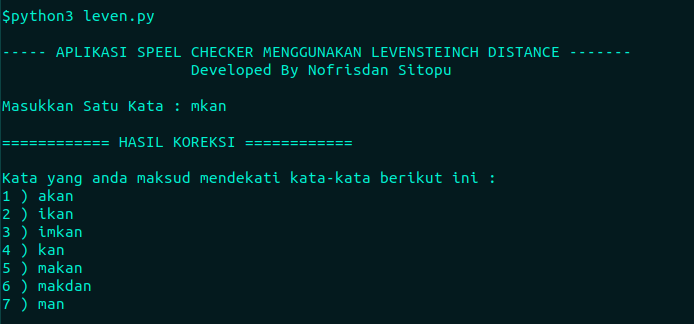 $python3 leven.py
----- APLIKASI SPEEL CHECKER MENGGUNAKAN LEVENSTEINCH DISTANCE -------
Developed By Nofrisdan Sitopu
Masukkan Satu Kata : mkan
============ HASIL KOREKSI ============
Kata yang anda maksud mendekati kata-kata berikut ini :
1 ) akan
2 ) ikan
3 ) imkan
4 ) kan
5 ) makan
6 ) makdan
7 ) man